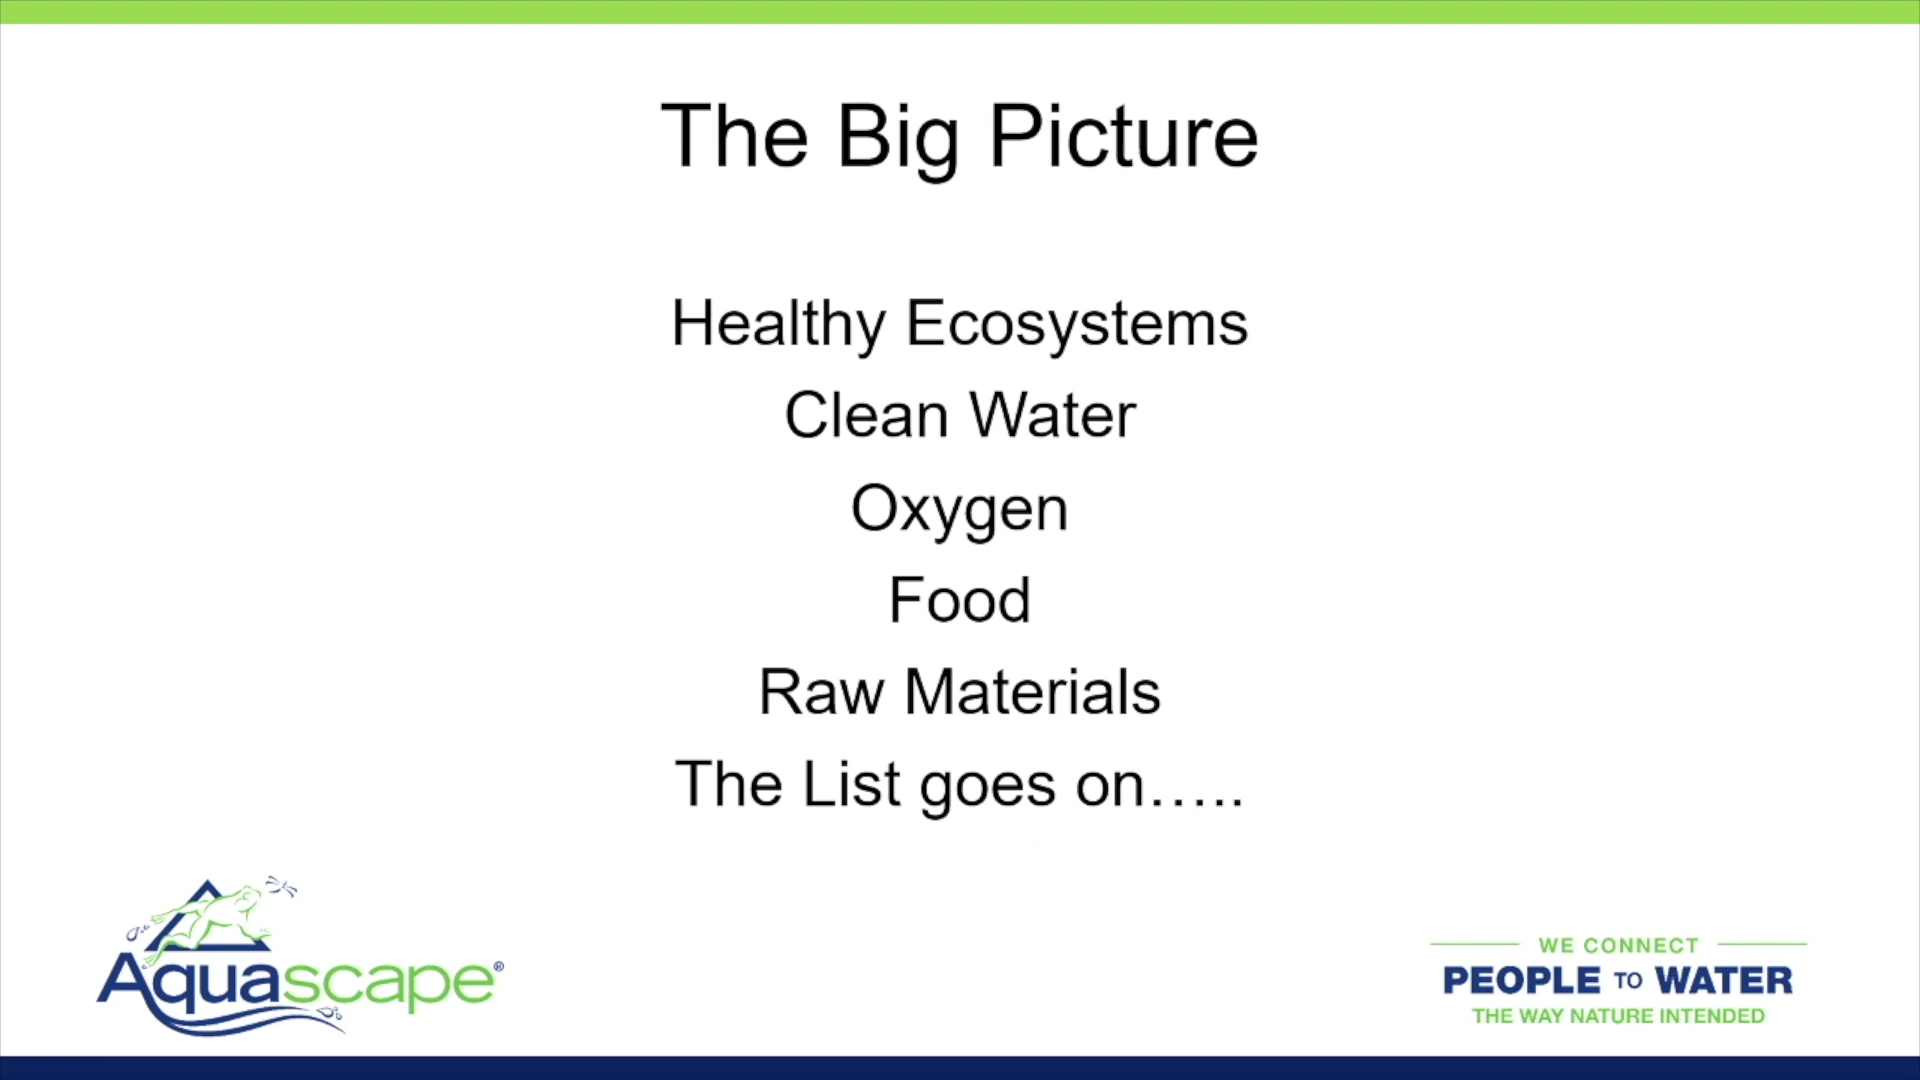 The Big Picture
Healthy Ecosystems
Clean Water
Oxygen
Food
Raw Materials
The List goes on…..
Aquascape®
WE CONNECT
PEOPLE TO WATER
THE WAY NATURE INTENDED